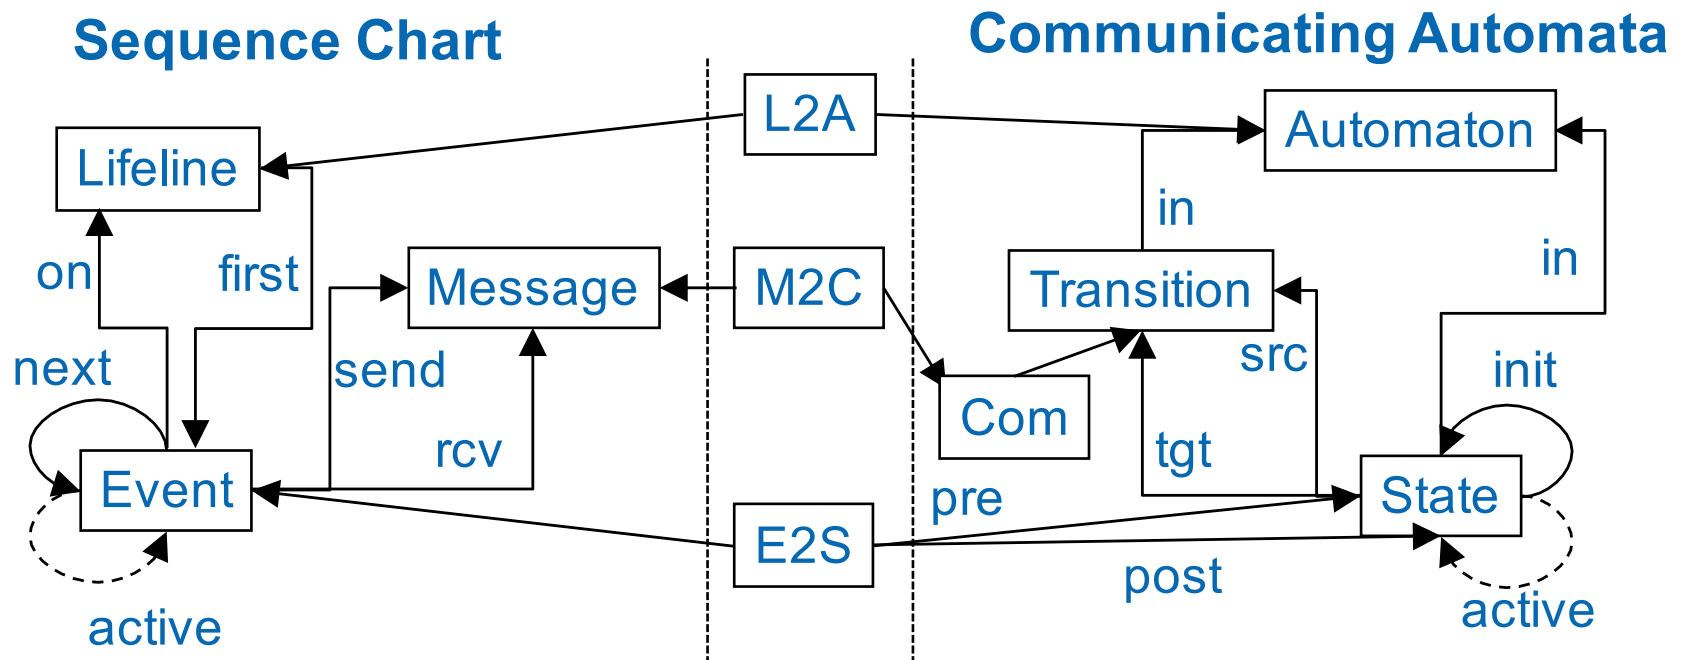 Sequence Chart
Communicating Automata
L2A
Lifeline
Automaton
in
on
first
Message
M2C
Transition
in
next
send
src
init
Com
rcv
tgt
Event
pre
State
E2S
post
active
active